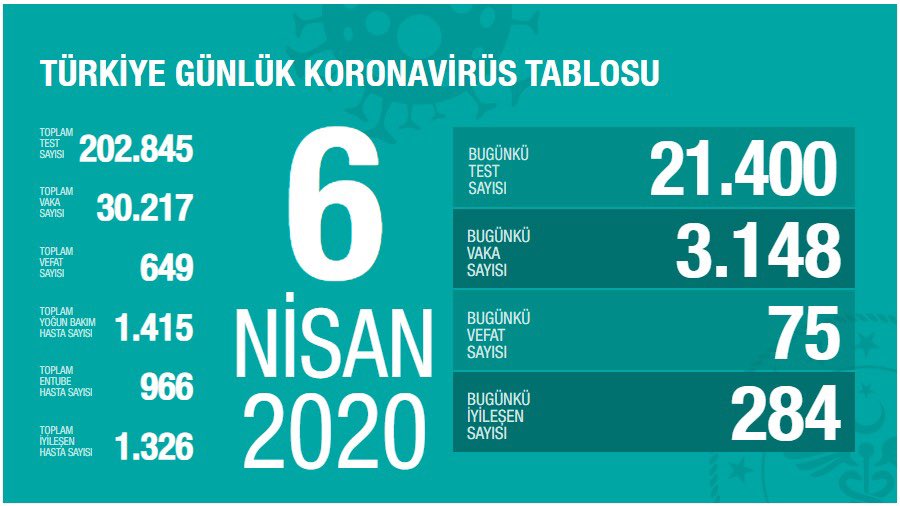 TÜRKİYE GÜNLÜK KORONAVİRÜS TABLOSU
TOPLAM
TEST
SAYISI
202.845
TOPLAM
VAKA
SAYISI
30.217
TOPLAM
VEFAT
SAYISI
649
TOPLAM
YOĞUN BAKIM
HASTA SAYISI
1.415
TOPLAM
ENTUBE
HASTA SAYISI
966
TOPLAM
İYİLEŞEN
HASTA SAYISI
1.326
6
NİSAN
2020
BUGÜNKÜ
TEST
SAYISI
21.400
BUGÜNKÜ
VAKA
SAYISI
3.148
BUGÜNKÜ
VEFAT
SAYISI
75
BUGÜNKÜ
İYİLEŞEN
SAYISI
284